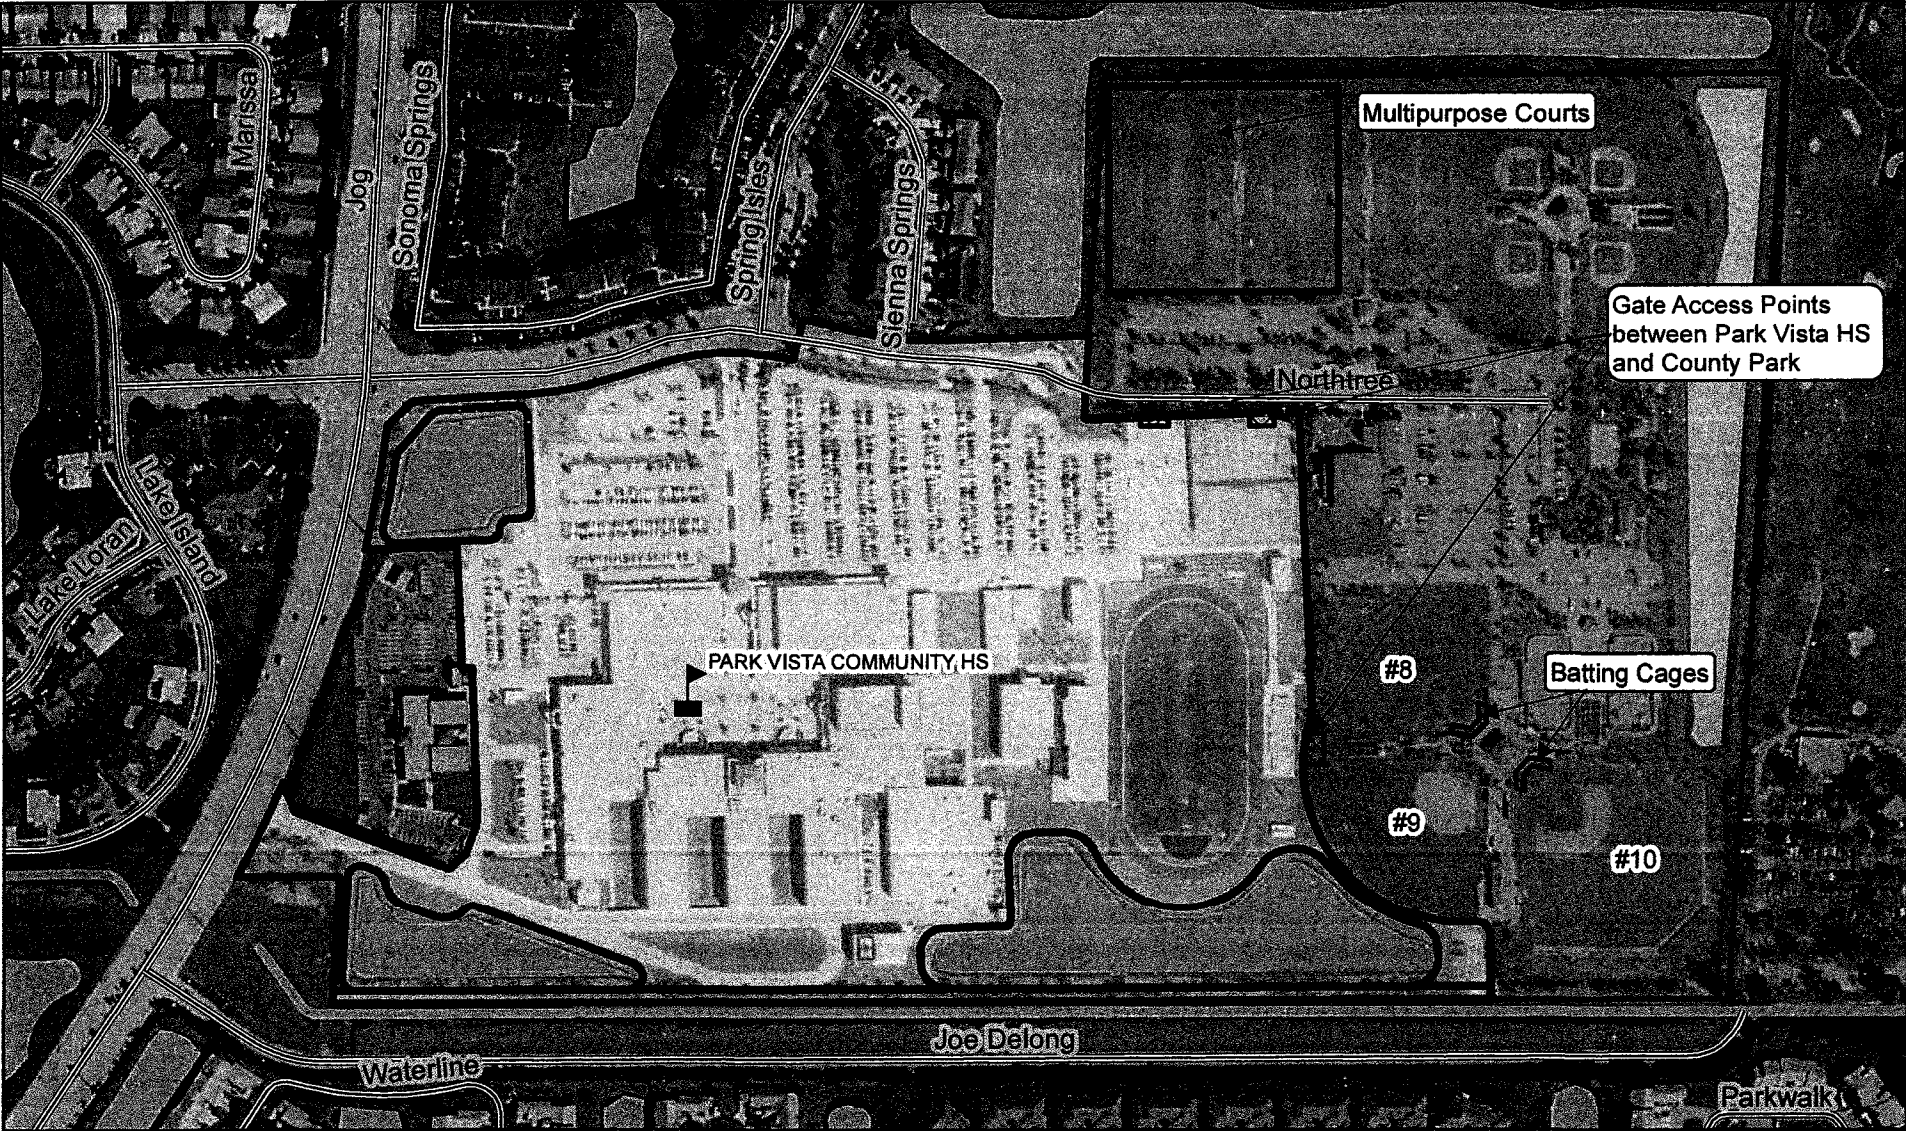 Marissa
Jog
Sonoma Springs
Spring Isles
Sienna Springs
Multipurpose Courts
Gate Access Points
between Park Vista HS
and County Park
Northtree
Lake Island
Lake Loran
PARK VISTA COMMUNITY HS
#8
Batting Cages
#9
#10
Joe Delong
Waterline
Parkwalk